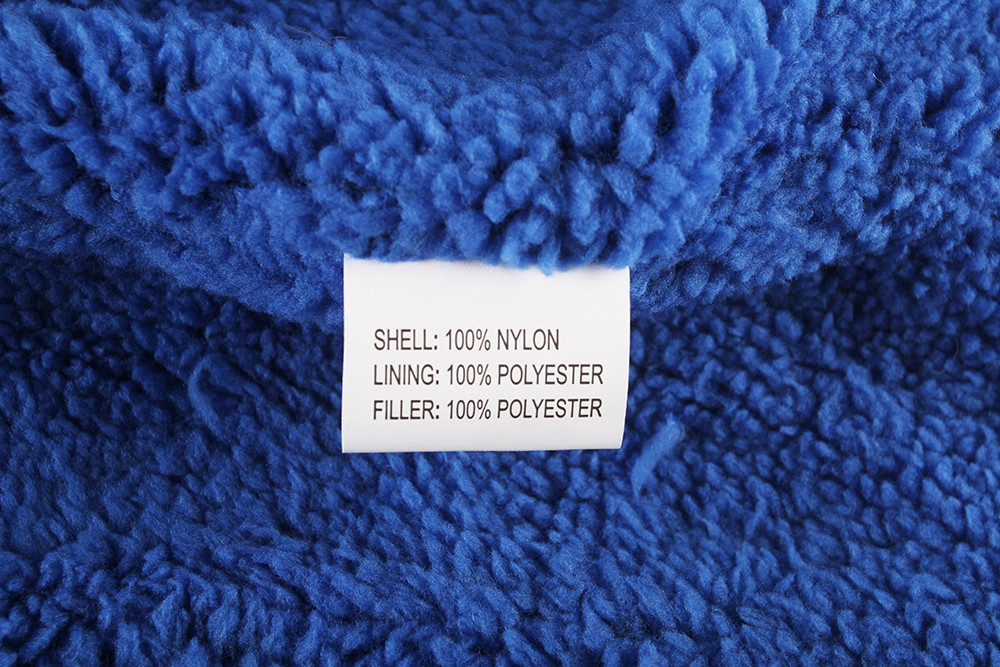 SHELL: 100% NYLON
LINING: 100% POLYESTER
FILLER: 100% POLYESTER